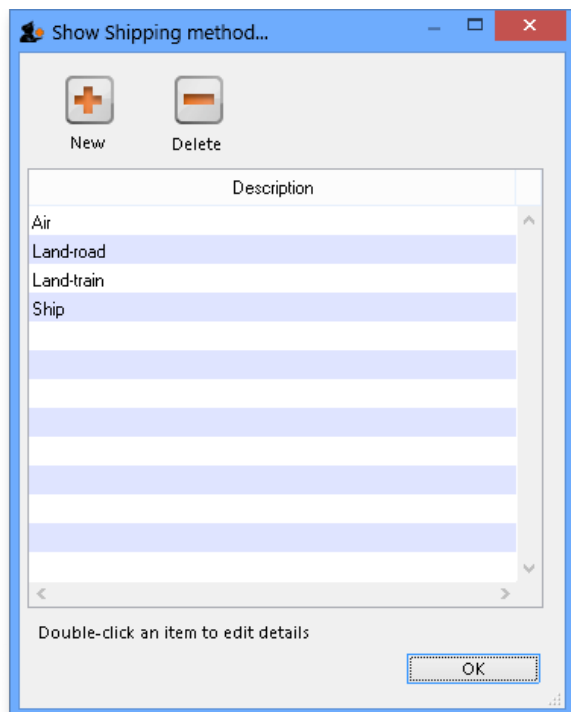 Show Shipping method...
New Delete
Description
Air
Land-road
Land-train
Ship
Double-click an item to edit details
OK